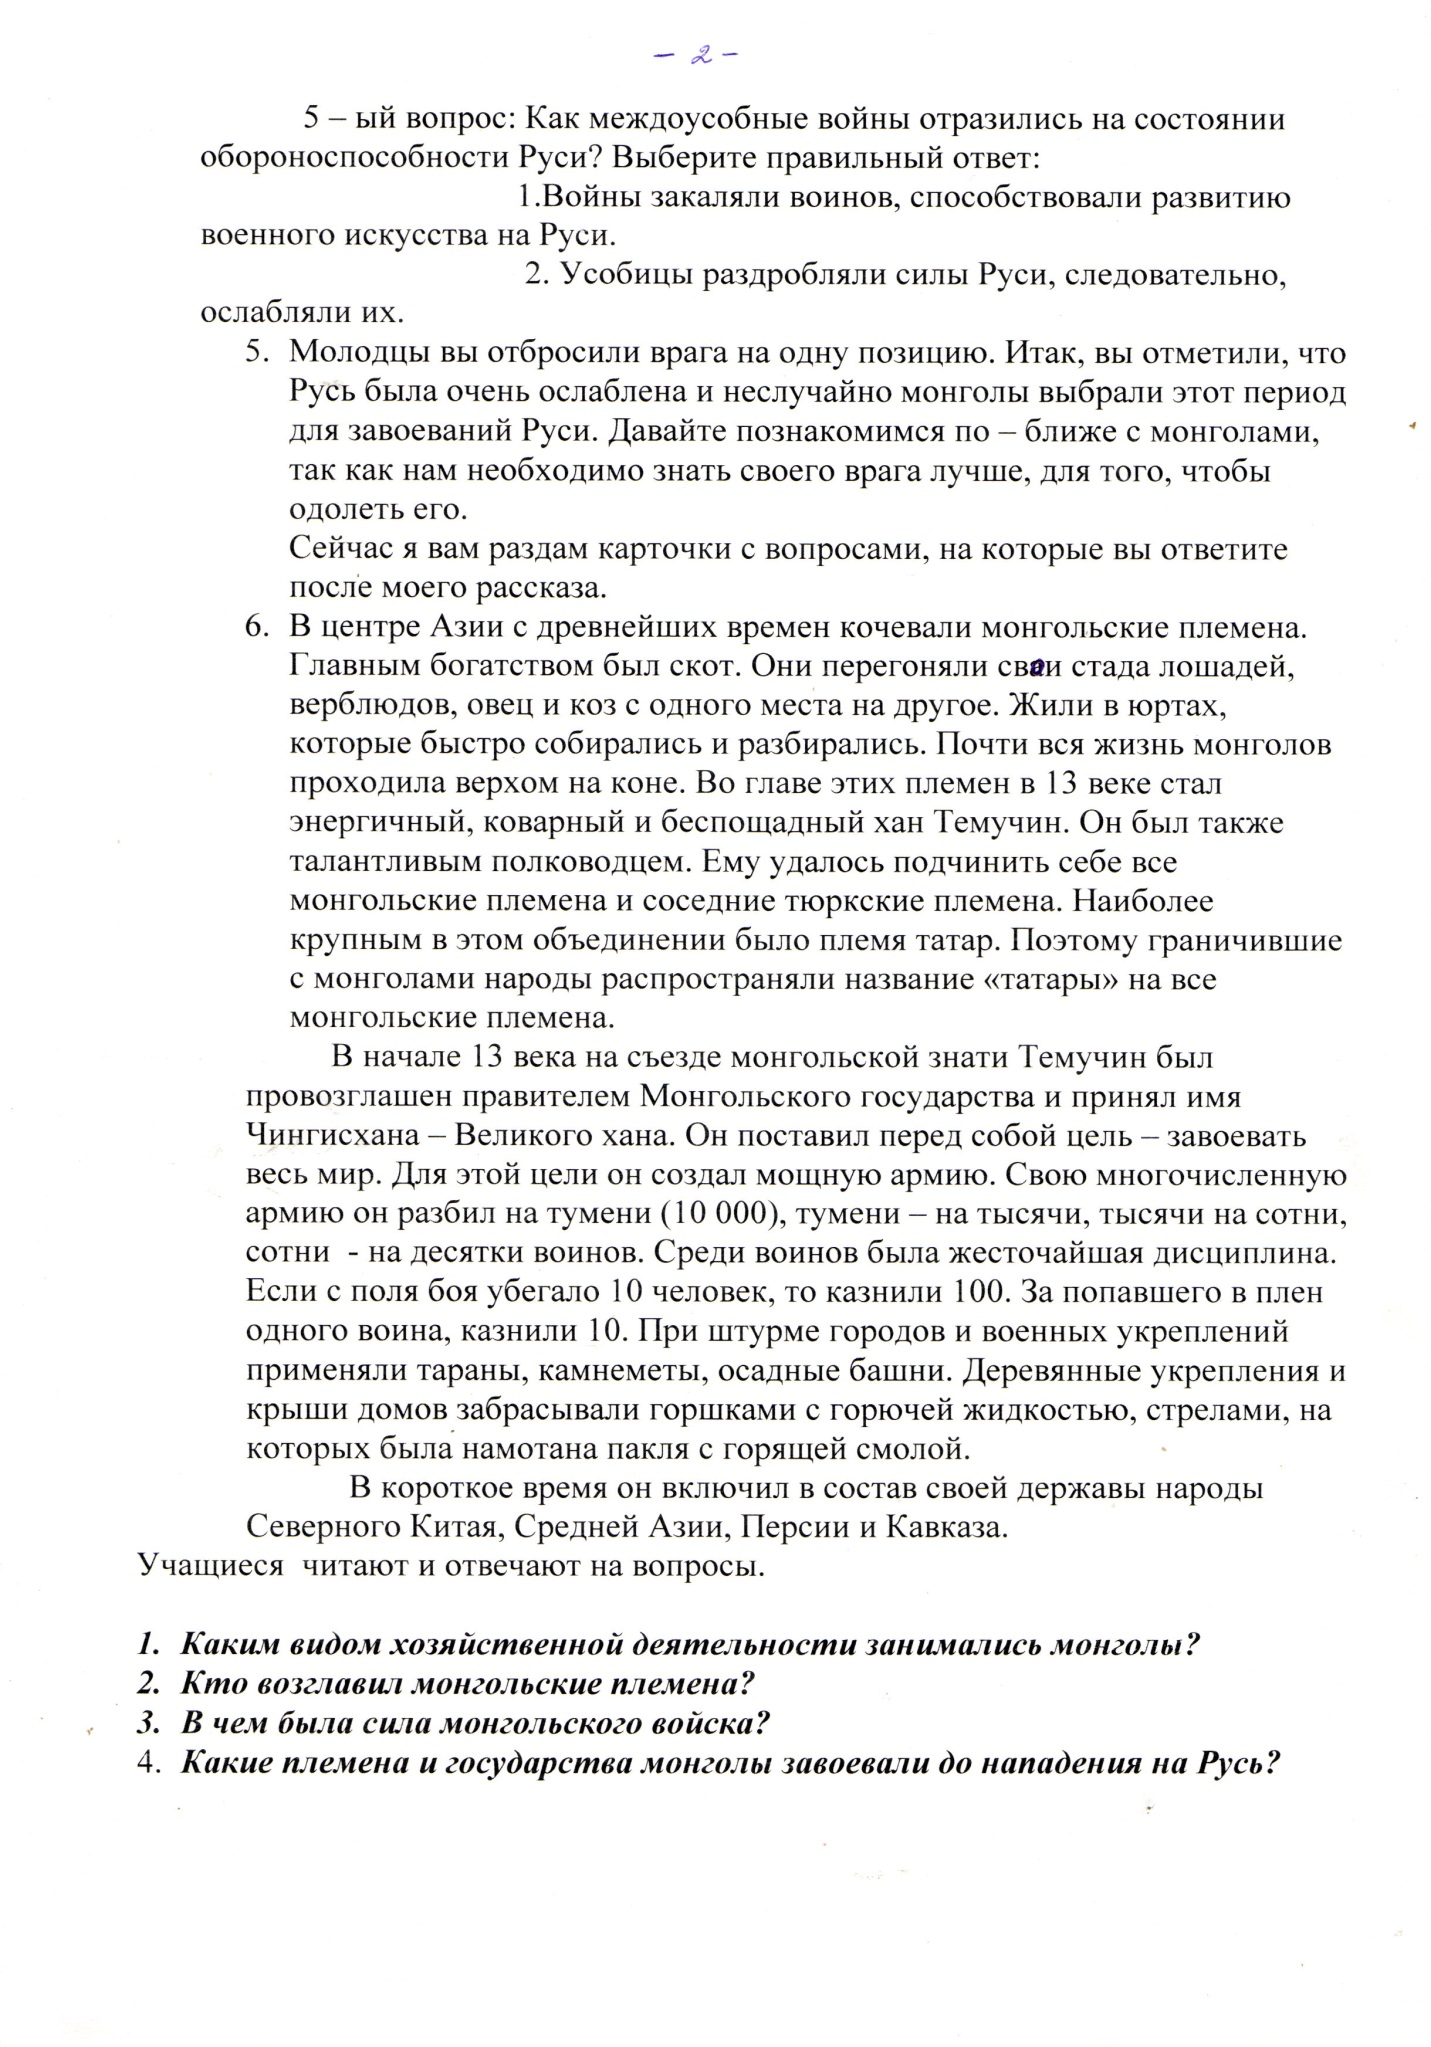 – 2 –
5 – ый вопрос: Как междоусобные войны отразились на состоянии
обороноспособности Руси? Выберите правильный ответ:
1.Войны закаляли воинов, способствовали развитию
военного искусства на Руси.
2. Усобицы раздробляли силы Руси, следовательно,
ослабляли их.
5. Молодцы вы отбросили врага на одну позицию. Итак, вы отметили, что
Русь была очень ослаблена и неслучайно монголы выбрали этот период
для завоеваний Руси. Давайте познакомимся по – ближе с монголами,
так как нам необходимо знать своего врага лучше, для того, чтобы
одолеть его.
Сейчас я вам раздам карточки с вопросами, на которые вы ответите
после моего рассказа.
6. В центре Азии с древнейших времен кочевали монгольские племена.
Главным богатством был скот. Они перегоняли сваи стада лошадей,
верблюдов, овец и коз с одного места на другое. Жили в юртах,
которые быстро собирались и разбирались. Почти вся жизнь монголов
проходила верхом на коне. Во главе этих племен в 13 веке стал
энергичный, коварный и беспощадный хан Темучин. Он был также
талантливым полководцем. Ему удалось подчинить себе все
монгольские племена и соседние тюркские племена. Наиболее
крупным в этом объединении было племя татар. Поэтому граничившие
с монголами народы распространяли название «татары» на все
монгольские племена.
В начале 13 века на съезде монгольской знати Темучин был
провозглашен правителем Монгольского государства и принял имя
Чингисхана – Великого хана. Он поставил перед собой цель – завоевать
весь мир. Для этой цели он создал мощную армию. Свою многочисленную
армию он разбил на тумени (10 000), тумени – на тысячи, тысячи на сотни,
сотни - на десятки воинов. Среди воинов была жесточайшая дисциплина.
Если с поля боя убегало 10 человек, то казнили 100. За попавшего в плен
одного воина, казнили 10. При штурме городов и военных укреплений
применяли тараны, камнеметы, осадные башни. Деревянные укрепления и
крыши домов забрасывали горшками с горючей жидкостью, стрелами, на
которых была намотана пакля с горящей смолой.
В короткое время он включил в состав своей державы народы
Северного Китая, Средней Азии, Персии и Кавказа.
Учащиеся читают и отвечают на вопросы.
1. Каким видом хозяйственной деятельности занимались монголы?
2. Кто возглавил монгольские племена?
3. В чем была сила монгольского войска?
4. Какие племена и государства монголы завоевали до нападения на Русь?